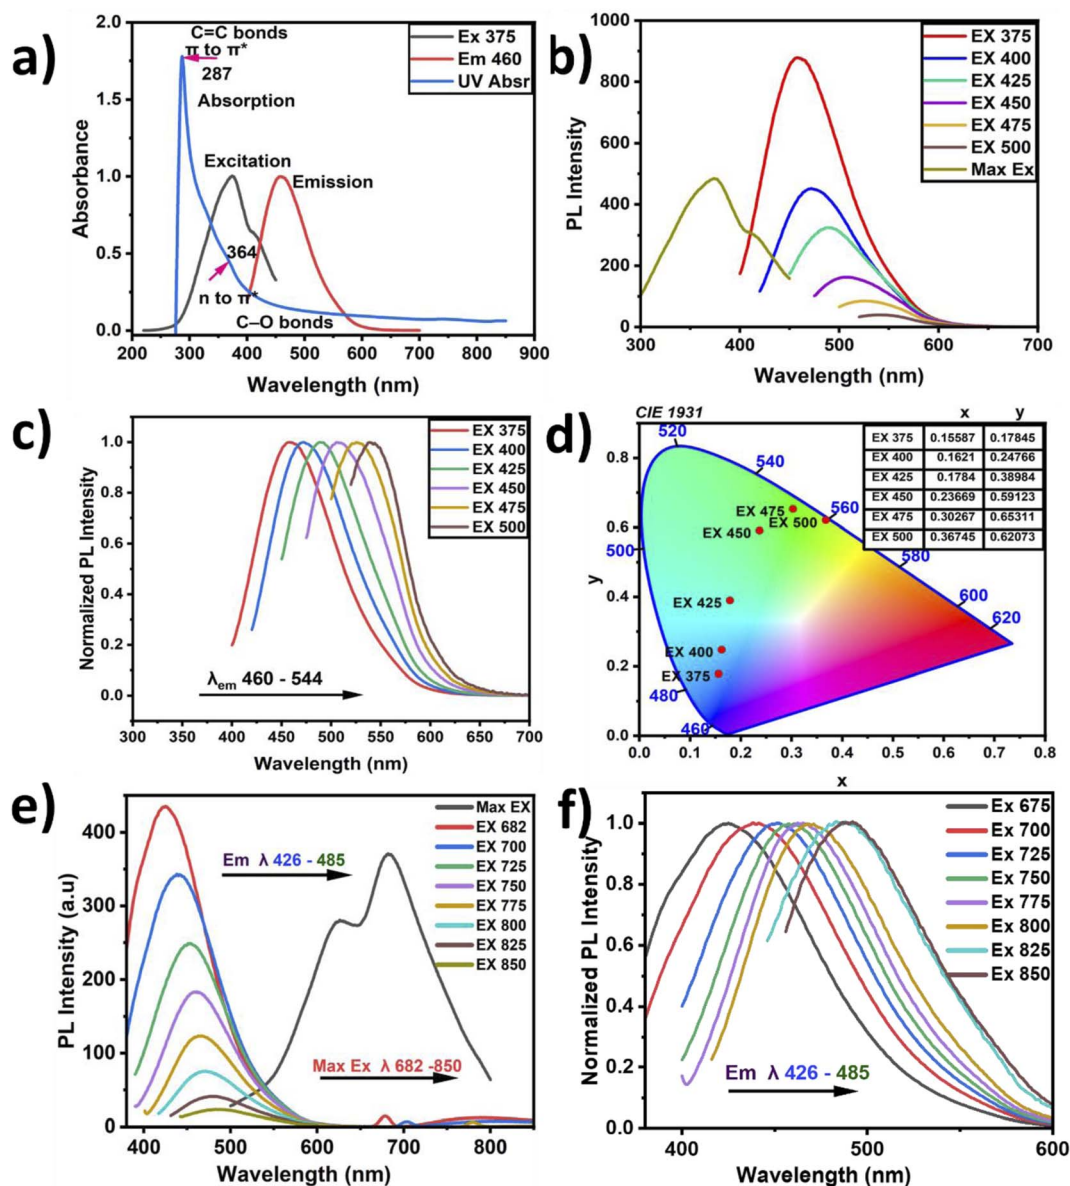 a)
C=C bonds
π to π*
287
Absorption
Excitation
Emission
364
n to π*
C–O bonds
Ex 375
Em 460
UV Absr
2.0
1.5
1.0
0.5
0.0
Absorbance
200 300 400 500 600 700 800 900
Wavelength (nm)
b)
EX 375
EX 400
EX 425
EX 450
EX 475
EX 500
Max Ex
1000
800
600
400
200
0
PL Intensity
300 400 500 600 700
Wavelength (nm)
c)
EX 375
EX 400
EX 425
EX 450
EX 475
EX 500
1.0
0.8
0.6
0.4
0.2
0.0
Normalized PL Intensity
λem 460 - 544
300 350 400 450 500 550 600 650 700
Wavelength (nm)
d)
CIE 1931
x y
EX 375 0.15587 0.17845
EX 400 0.1621 0.24766
EX 425 0.1784 0.38984
EX 450 0.23669 0.59123
EX 475 0.30267 0.65311
EX 500 0.36745 0.62073
520
540
560
580
600
620
500
480
460
EX 475
EX 500
EX 450
EX 425
EX 400
EX 375
0.8
0.6
0.4
0.2
0.0
y
0.0 0.1 0.2 0.3 0.4 0.5 0.6 0.7 0.8
x
e)
Max EX
EX 682
EX 700
EX 725
EX 750
EX 775
EX 800
EX 825
EX 850
Em λ 426 - 485
Max Ex λ 682 -850
400
300
200
100
0
PL Intensity (a.u)
400 500 600 700 800
Wavelength (nm)
f)
Ex 675
Ex 700
Ex 725
Ex 750
Ex 775
Ex 800
Ex 825
Ex 850
Em λ 426 - 485
1.0
0.8
0.6
0.4
0.2
0.0
Normalized PL Intensity
400 500 600
Wavelength (nm)